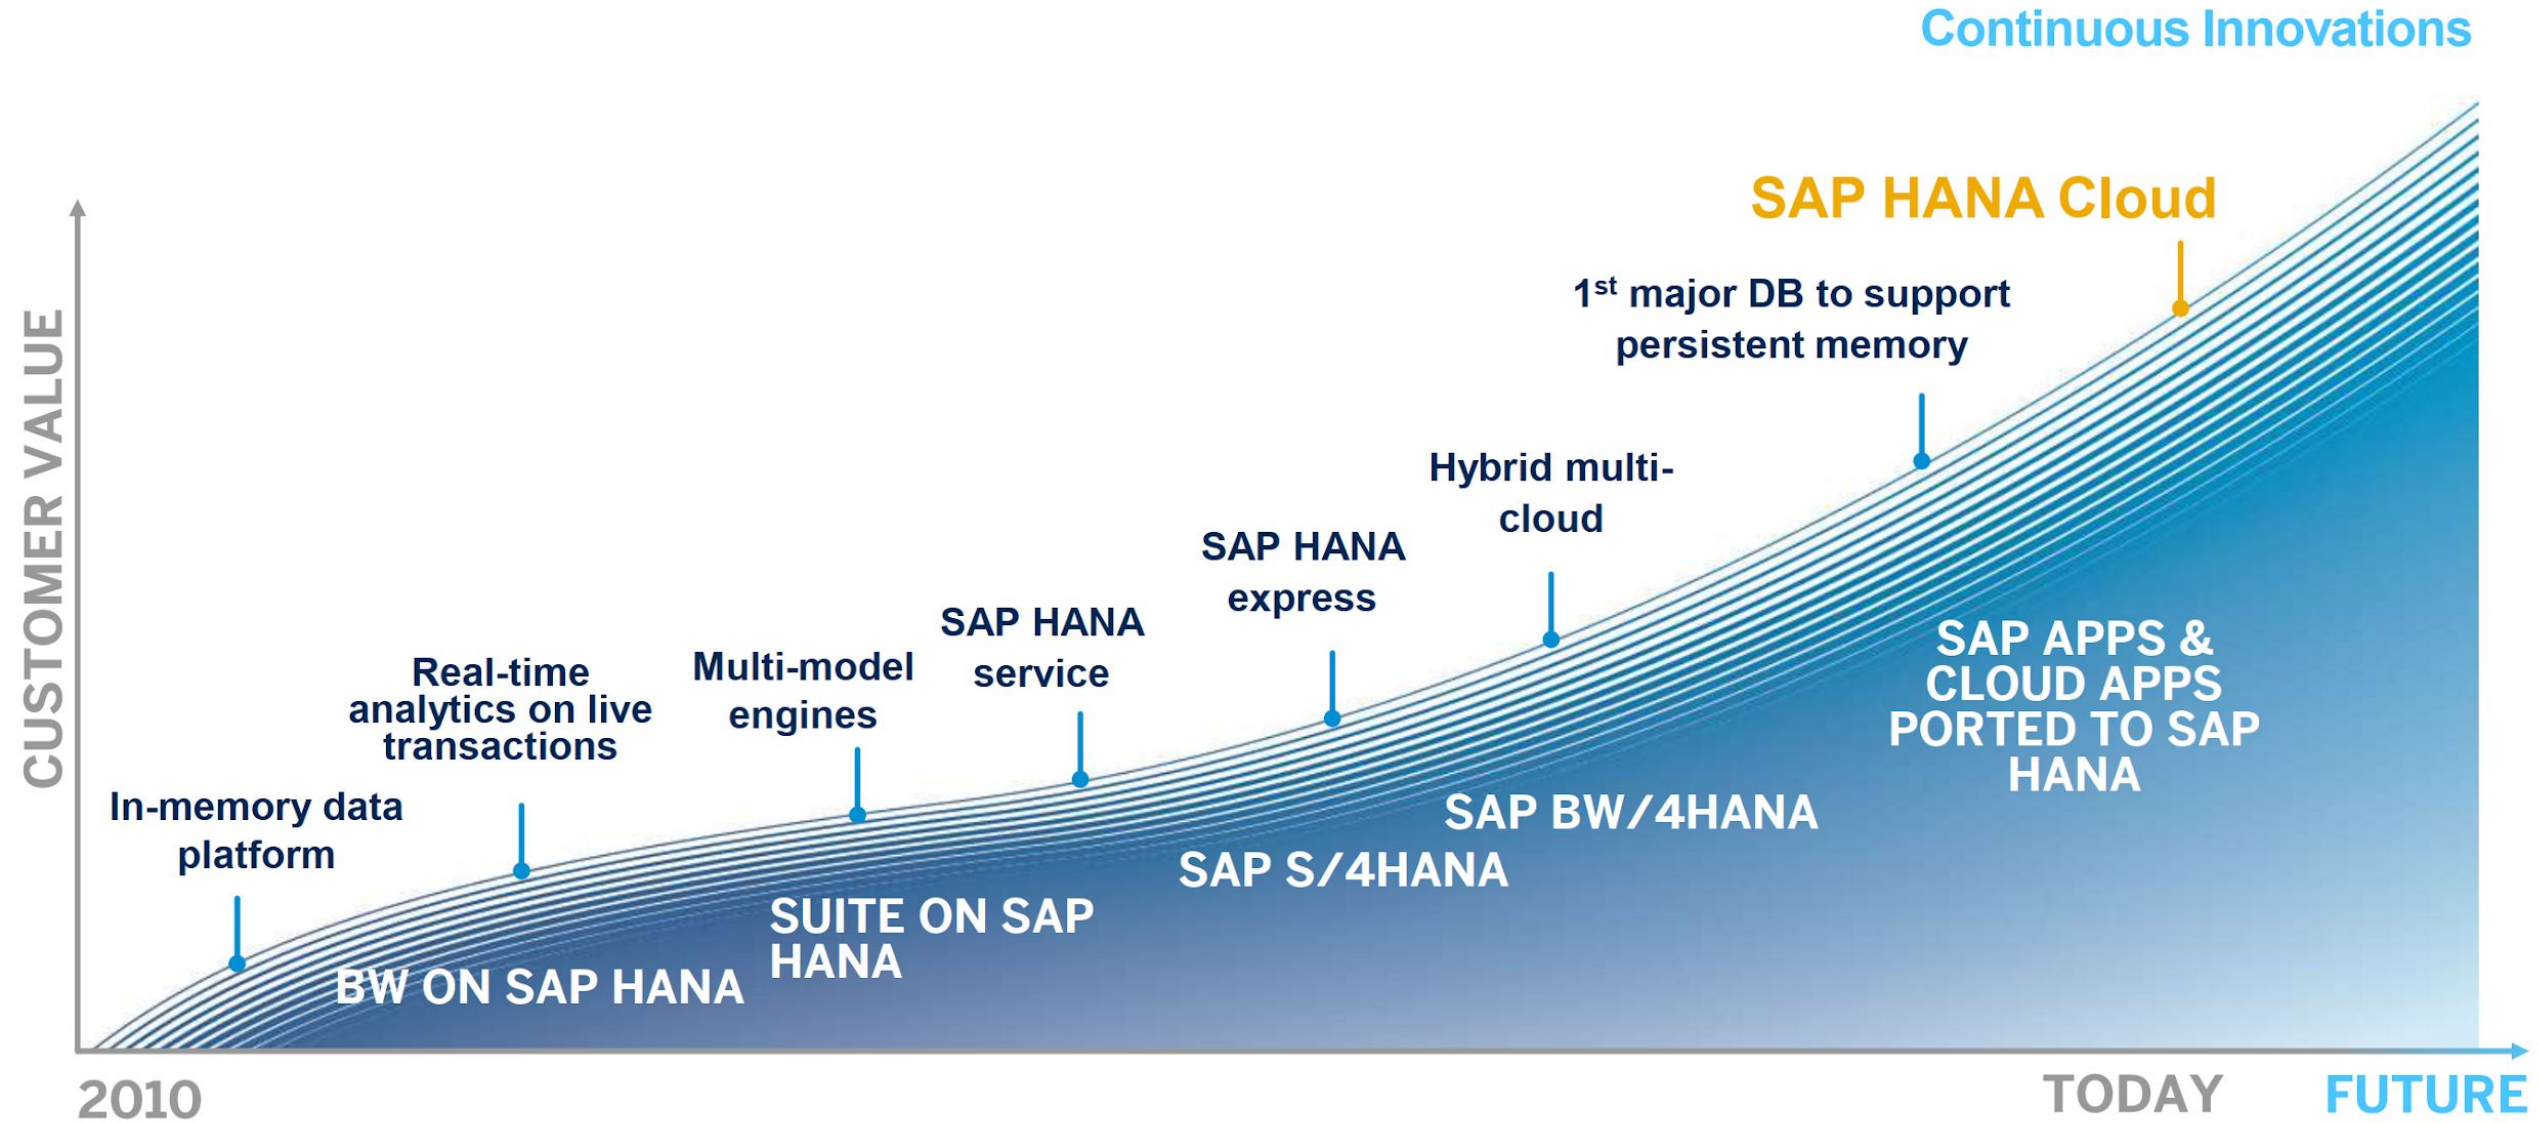 Continuous Innovations
SAP HANA Cloud
1st major DB to support
persistent memory
Hybrid multi-
cloud
SAP HANA
express
SAP HANA
service
Multi-model
engines
Real-time
analytics on live
transactions
In-memory data
platform
CUSTOMER VALUE
BW ON SAP HANA
SUITE ON SAP
HANA
SAP S/4HANA
SAP BW/4HANA
SAP APPS &
CLOUD APPS
PORTED TO SAP
HANA
2010
TODAY
FUTURE